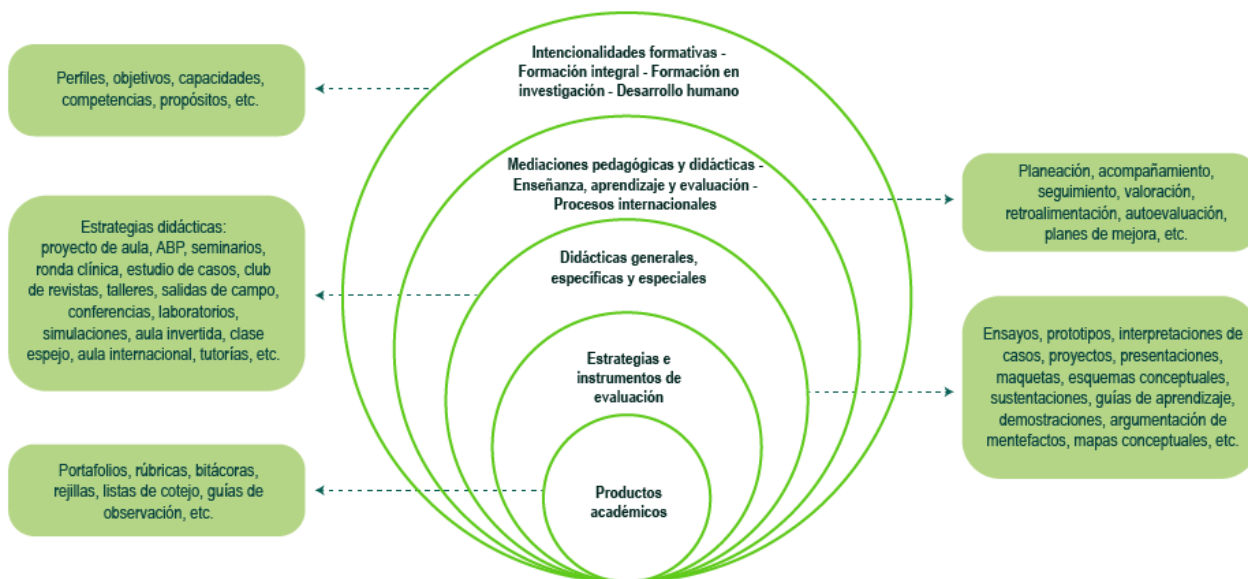 Intencionalidades formativas -
Formación integral - Formación en
investigación - Desarrollo humano
Perfiles, objetivos, capacidades,
competencias, propósitos, etc.
Mediaciones pedagógicas y didácticas -
Enseñanza, aprendizaje y evaluación -
Procesos internacionales
Planeación, acompañamiento,
seguimiento, valoración,
retroalimentación, autoevaluación,
planes de mejora, etc.
Estrategias didácticas:
proyecto de aula, ABP, seminarios,
ronda clínica, estudio de casos, club
de revistas, talleres, salidas de campo,
conferencias, laboratorios,
simulaciones, aula invertida, clase
espejo, aula internacional, tutorías, etc.
Didácticas generales,
específicas y especiales
Estrategias e
instrumentos de
evaluación
Ensayos, prototipos, interpretaciones de
casos, proyectos, presentaciones,
maquetas, esquemas conceptuales,
sustentaciones, guías de aprendizaje,
demostraciones, argumentación de
mentefactos, mapas conceptuales, etc.
Portafolios, rúbricas, bitácoras,
rejillas, listas de cotejo, guías de
observación, etc.
Productos
académicos